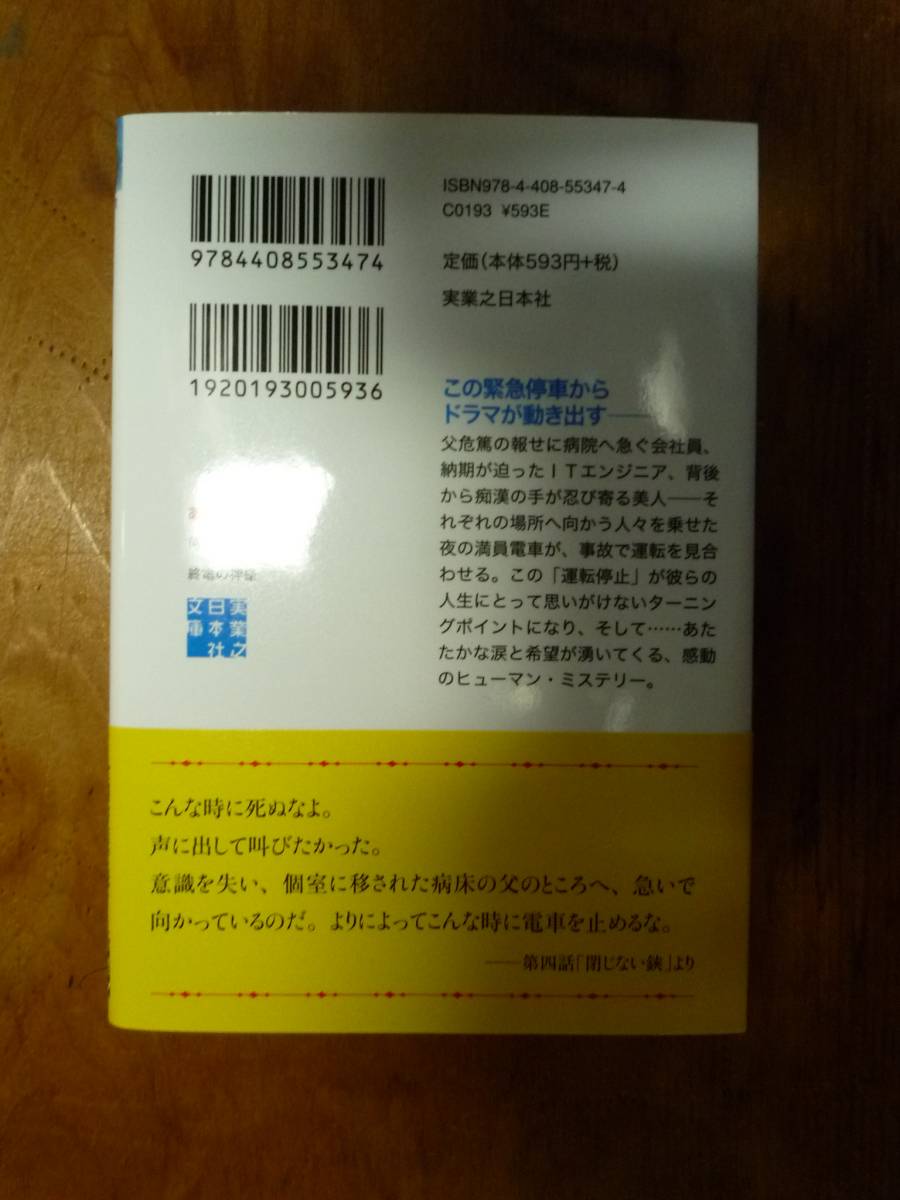 9784408553474
1920193005936
ISBN978-4-408-55347-4
C0193 ¥593E
定価(本体593円+税)
実業之日本社
この緊急停車から
ドラマが動き出す――
父危篤の報せに病院へ急ぐ会社員、
納期が迫ったITエンジニア、背後
から痴漢の手が忍び寄る美人――そ
れぞれの場所へ向かう人々を乗せた
夜の満員電車が、事故で運転を見合
わせる。この「運転停止」が彼らの
人生にとって思いがけないターニン
グポイントになり、そして……あた
たかな涙と希望が湧いてくる、感動
のヒューマン・ミステリー。
終電の神様
実業之
日本社
文庫
こんな時に死ぬなよ。
声に出して叫びたかった。
意識を失い、個室に移された病床の父のところへ、急いで
向かっているのだ。よりによってこんな時に電車を止めるな。
――第四話「閉じない鋏」より